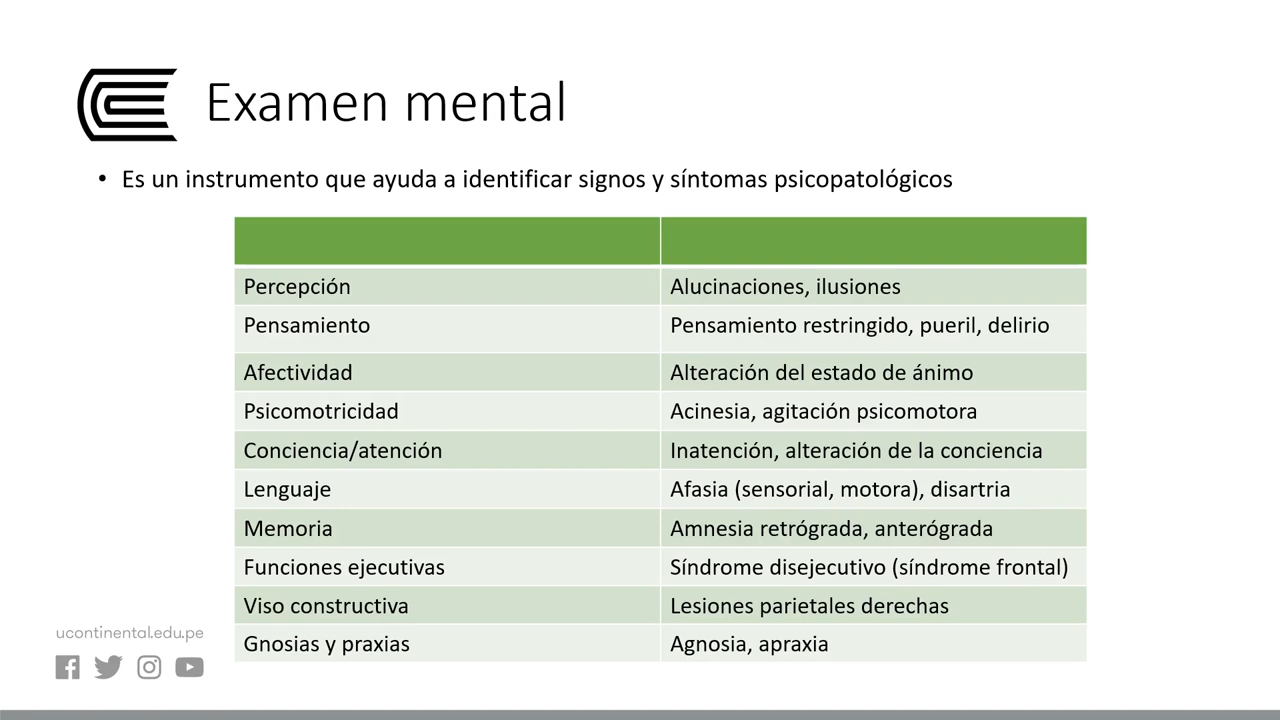 Examen mental
• Es un instrumento que ayuda a identificar signos y síntomas psicopatológicos
Percepción Alucinaciones, ilusiones
Pensamiento Pensamiento restringido, pueril, delirio
Afectividad Alteración del estado de ánimo
Psicomotricidad Acinesia, agitación psicomotora
Conciencia/atención Inatención, alteración de la conciencia
Lenguaje Afasia (sensorial, motora), disartria
Memoria Amnesia retrógrada, anterógrada
Funciones ejecutivas Síndrome disejecutivo (síndrome frontal)
Viso constructiva Lesiones parietales derechas
Gnosias y praxias Agnosia, apraxia
ucontinental.edu.pe